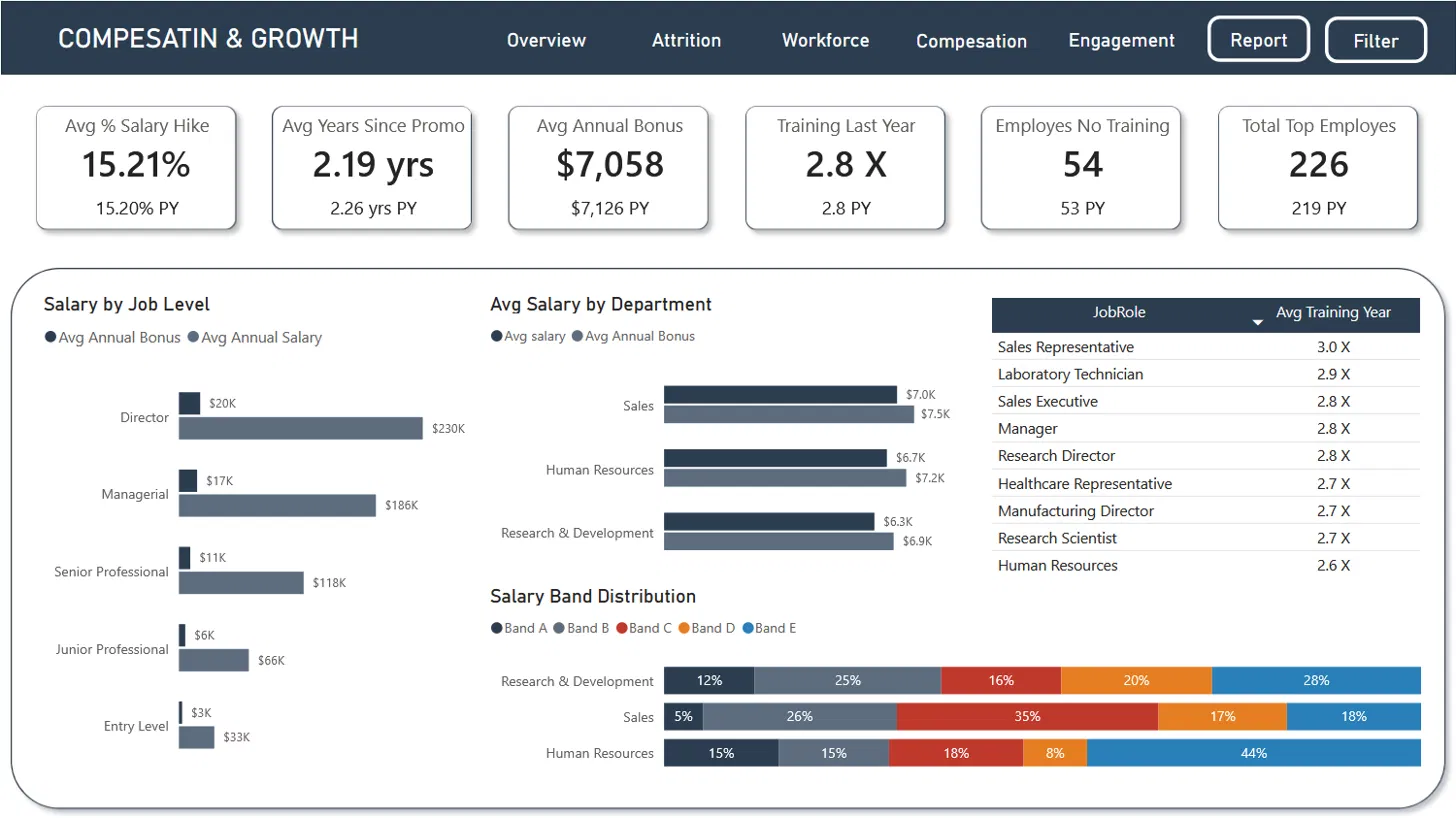 COMPESATIN & GROWTH
Overview
Attrition
Workforce
Compesation
Engagement
Report
Filter
Avg % Salary Hike
15.21%
15.20% PY
Avg Years Since Promo
2.19 yrs
2.26 yrs PY
Avg Annual Bonus
$7,058
$7,126 PY
Training Last Year
2.8 X
2.8 PY
Employes No Training
54
53 PY
Total Top Employes
226
219 PY
Salary by Job Level
Avg Annual Bonus Avg Annual Salary
Director
$20K
$230K
Managerial
$17K
$186K
Senior Professional
$11K
$118K
Junior Professional
$6K
$66K
Entry Level
$3K
$33K
Avg Salary by Department
Avg salary Avg Annual Bonus
Sales
$7.0K
$7.5K
Human Resources
$6.7K
$7.2K
Research & Development
$6.3K
$6.9K
JobRole Avg Training Year
Sales Representative 3.0 X
Laboratory Technician 2.9 X
Sales Executive 2.8 X
Manager 2.8 X
Research Director 2.8 X
Healthcare Representative 2.7 X
Manufacturing Director 2.7 X
Research Scientist 2.7 X
Human Resources 2.6 X
Salary Band Distribution
Band A Band B Band C Band D Band E
Research & Development 12% 25% 16% 20% 28%
Sales 5% 26% 35% 17% 18%
Human Resources 15% 15% 18% 8% 44%